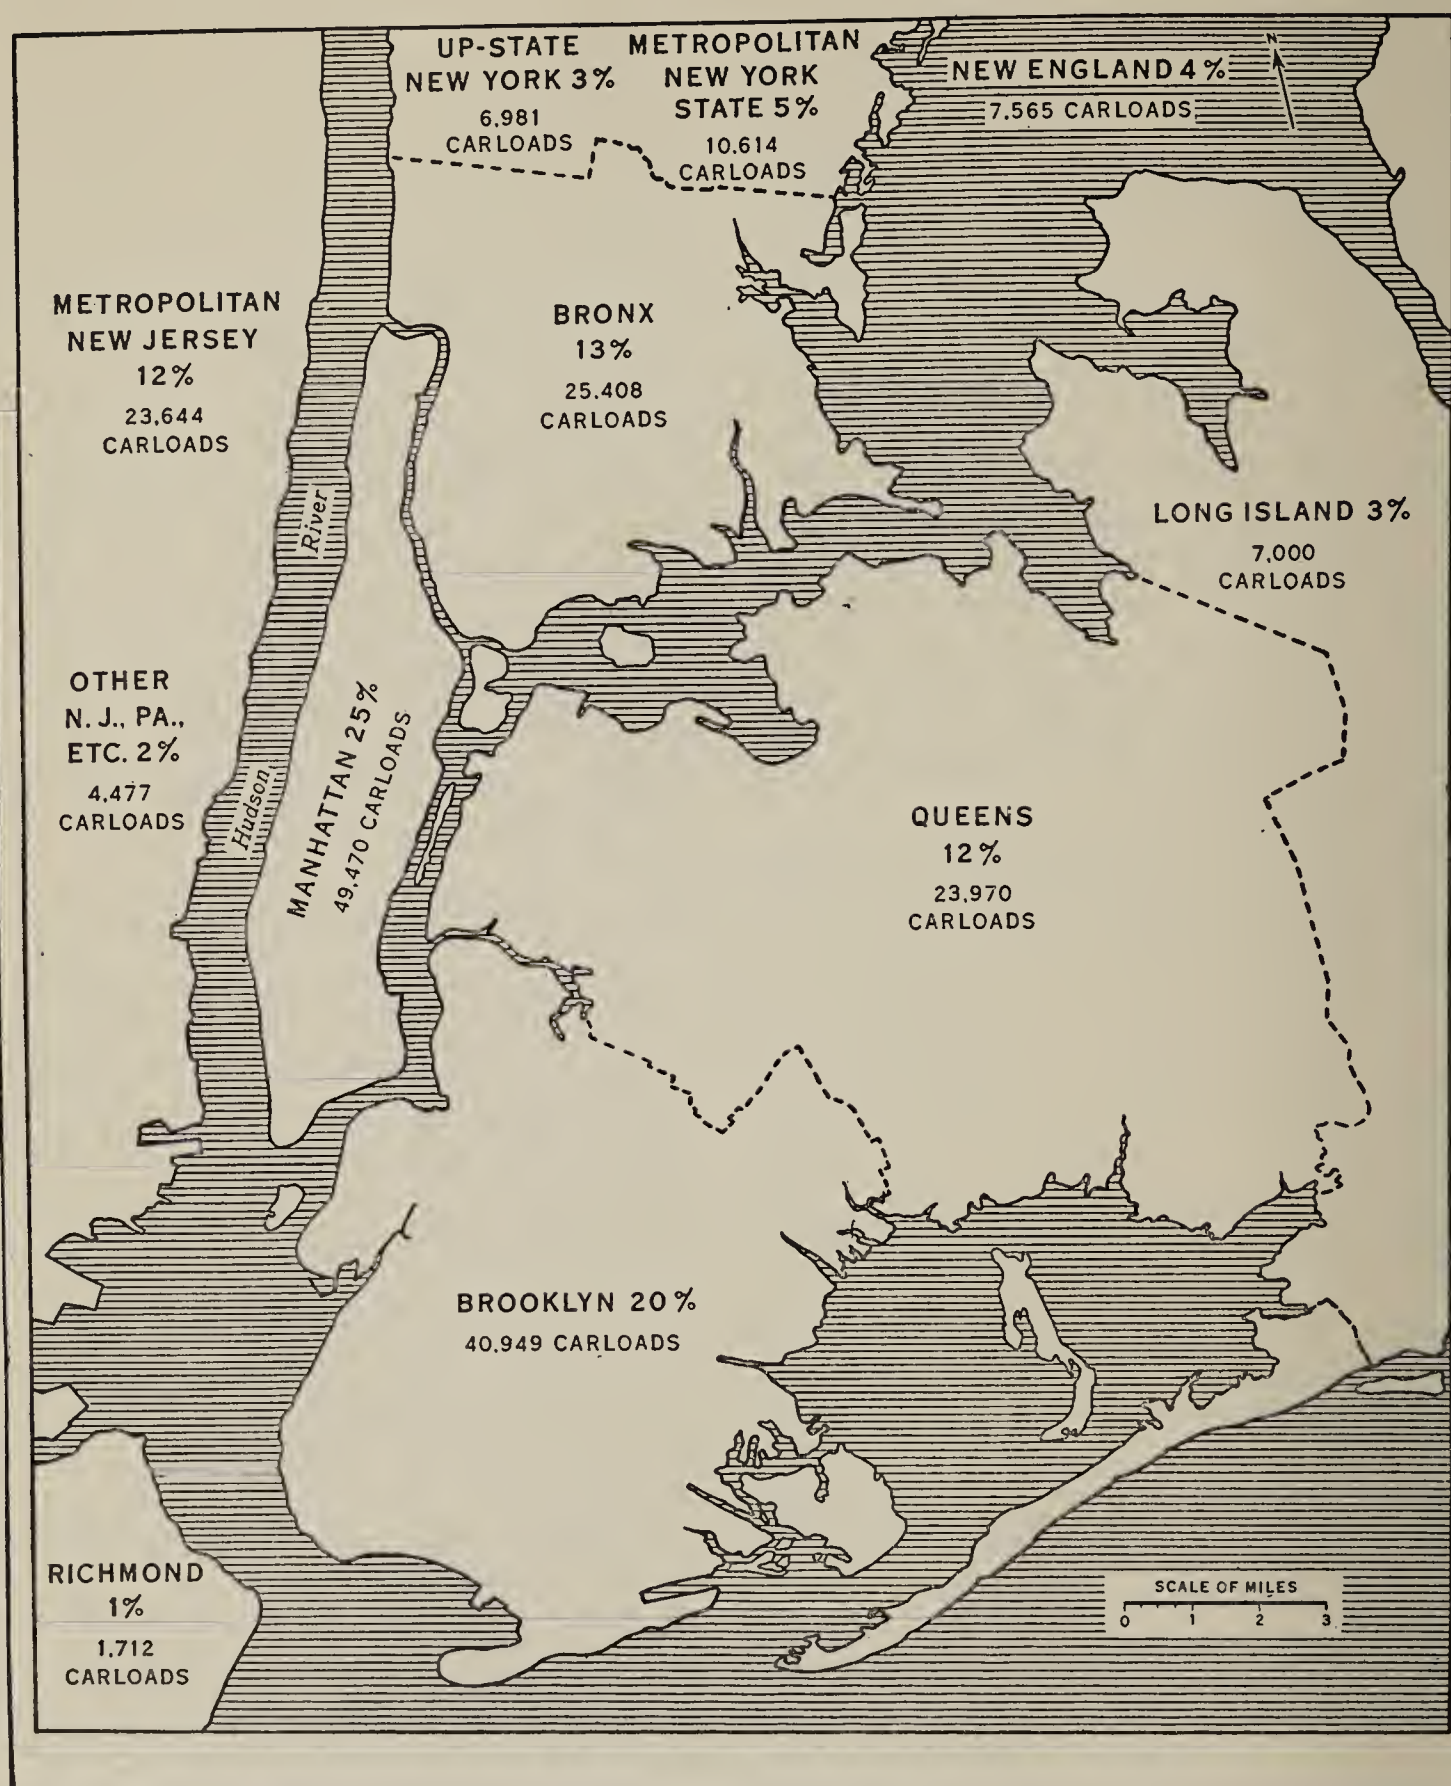 UP-STATE
NEW YORK 3%
6,981
CARLOADS
METROPOLITAN
NEW YORK
STATE 5%
10,614
CARLOADS
NEW ENGLAND 4%
7,565 CARLOADS
N
METROPOLITAN
NEW JERSEY
12%
23,644
CARLOADS
BRONX
13%
25,408
CARLOADS
River
LONG ISLAND 3%
7,000
CARLOADS
OTHER
N. J., PA.,
ETC. 2%
4,477
CARLOADS
Hudson
MANHATTAN 25%
49,470 CARLOADS
QUEENS
12%
23,970
CARLOADS
BROOKLYN 20%
40,949 CARLOADS
RICHMOND
1%
1,712
CARLOADS
SCALE OF MILES
0 1 2 3